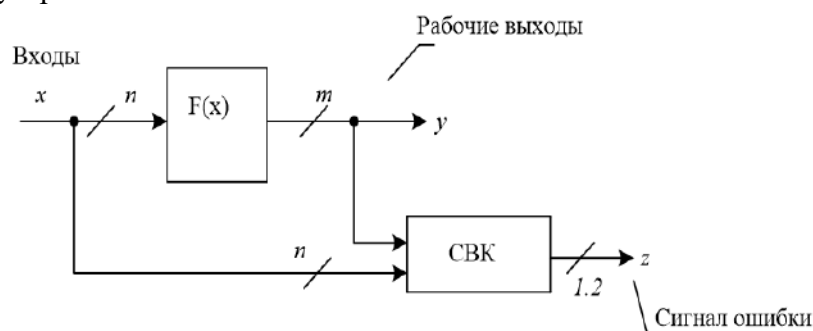 Рабочие выходы
Входы
x
n
F(x)
m
y
n
СВК
z
1.2
Сигнал ошибки